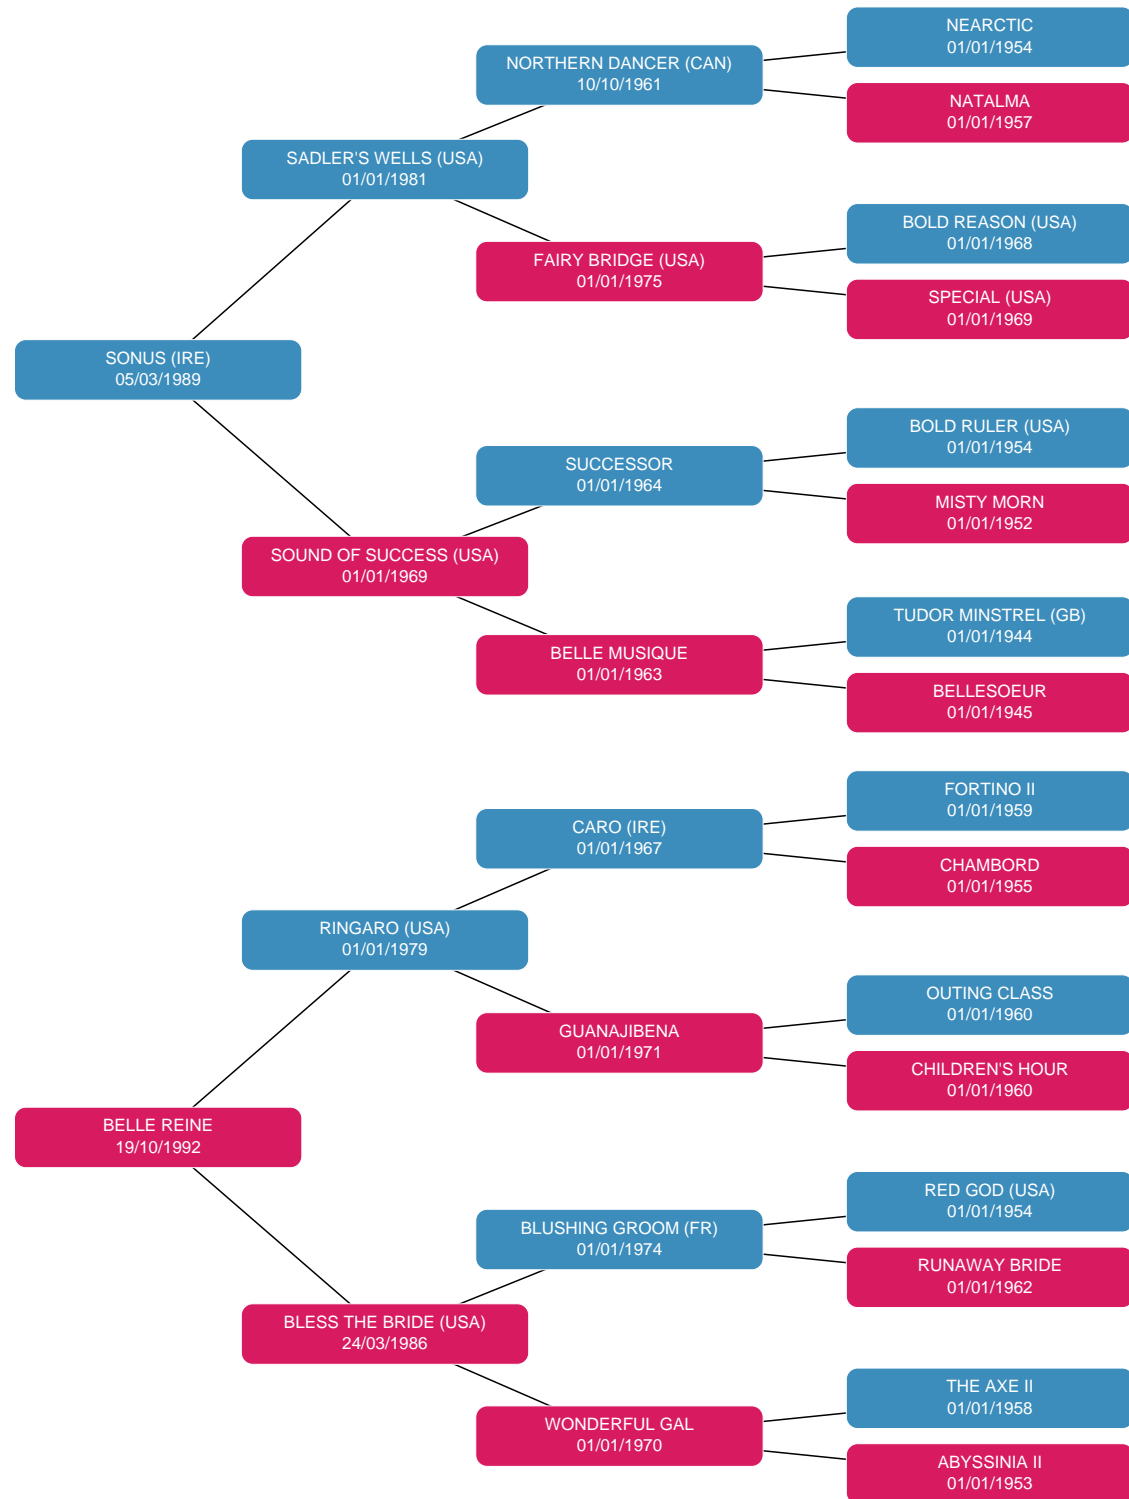 NEARCTIC
01/01/1954
NORTHERN DANCER (CAN)
10/10/1961
NATALMA
01/01/1957
SADLER'S WELLS (USA)
01/01/1981
BOLD REASON (USA)
01/01/1968
FAIRY BRIDGE (USA)
01/01/1975
SPECIAL (USA)
01/01/1969
SONUS (IRE)
05/03/1989
BOLD RULER (USA)
01/01/1954
SUCCESSOR
01/01/1964
MISTY MORN
01/01/1952
SOUND OF SUCCESS (USA)
01/01/1969
TUDOR MINSTREL (GB)
01/01/1944
BELLE MUSIQUE
01/01/1963
BELLESOEUR
01/01/1945
FORTINO II
01/01/1959
CARO (IRE)
01/01/1967
CHAMBORD
01/01/1955
RINGARO (USA)
01/01/1979
OUTING CLASS
01/01/1960
GUANAJIBENA
01/01/1971
CHILDREN'S HOUR
01/01/1960
BELLE REINE
19/10/1992
RED GOD (USA)
01/01/1954
BLUSHING GROOM (FR)
01/01/1974
RUNAWAY BRIDE
01/01/1962
BLESS THE BRIDE (USA)
24/03/1986
THE AXE II
01/01/1958
WONDERFUL GAL
01/01/1970
ABYSSINIA II
01/01/1953